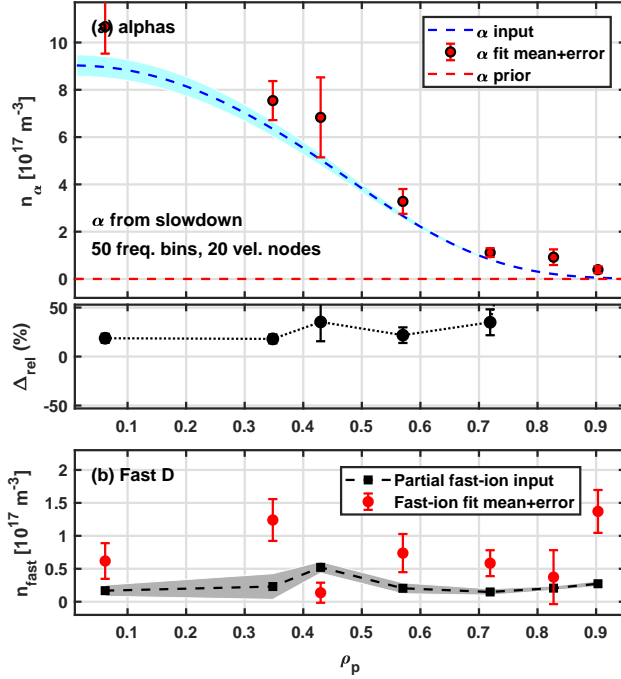 (a) alphas
α input
α fit mean+error
α prior
10
8
6
4
2
0
n_α [10^17 m^-3]
α from slowdown
50 freq. bins, 20 vel. nodes
50
0
-50
Δ_rel (%)
0.1 0.2 0.3 0.4 0.5 0.6 0.7 0.8 0.9
(b) Fast D
Partial fast-ion input
Fast-ion fit mean+error
2
1.5
1
0.5
0
n_fast [10^17 m^-3]
0.1 0.2 0.3 0.4 0.5 0.6 0.7 0.8 0.9
ρ_p